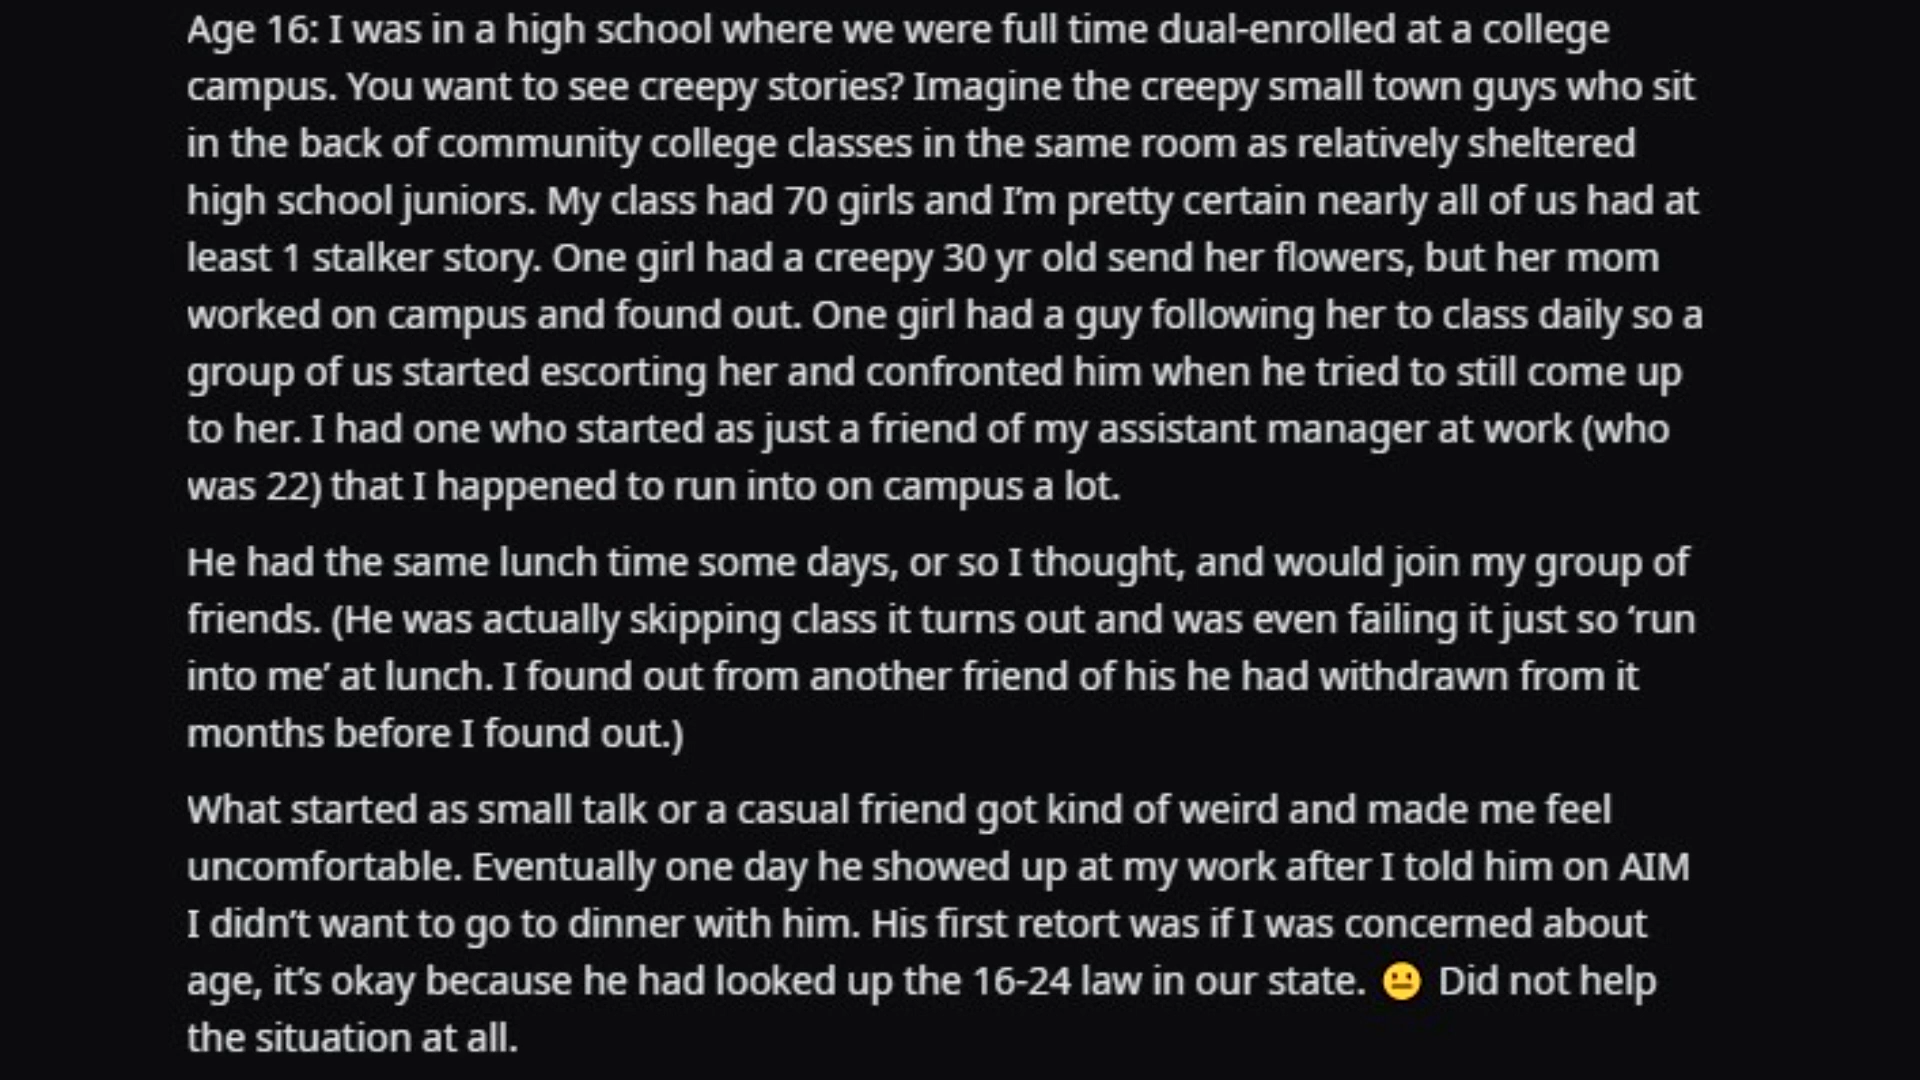 Age 16: I was in a high school where we were full time dual-enrolled at a college
campus. You want to see creepy stories? Imagine the creepy small town guys who sit
in the back of community college classes in the same room as relatively sheltered
high school juniors. My class had 70 girls and I’m pretty certain nearly all of us had at
least 1 stalker story. One girl had a creepy 30 yr old send her flowers, but her mom
worked on campus and found out. One girl had a guy following her to class daily so a
group of us started escorting her and confronted him when he tried to still come up
to her. I had one who started as just a friend of my assistant manager at work (who
was 22) that I happened to run into on campus a lot.
He had the same lunch time some days, or so I thought, and would join my group of
friends. (He was actually skipping class it turns out and was even failing it just so ‘run
into me’ at lunch. I found out from another friend of his he had withdrawn from it
months before I found out.)
What started as small talk or a casual friend got kind of weird and made me feel
uncomfortable. Eventually one day he showed up at my work after I told him on AIM
I didn’t want to go to dinner with him. His first retort was if I was concerned about
age, it’s okay because he had looked up the 16-24 law in our state. 😐 Did not help
the situation at all.